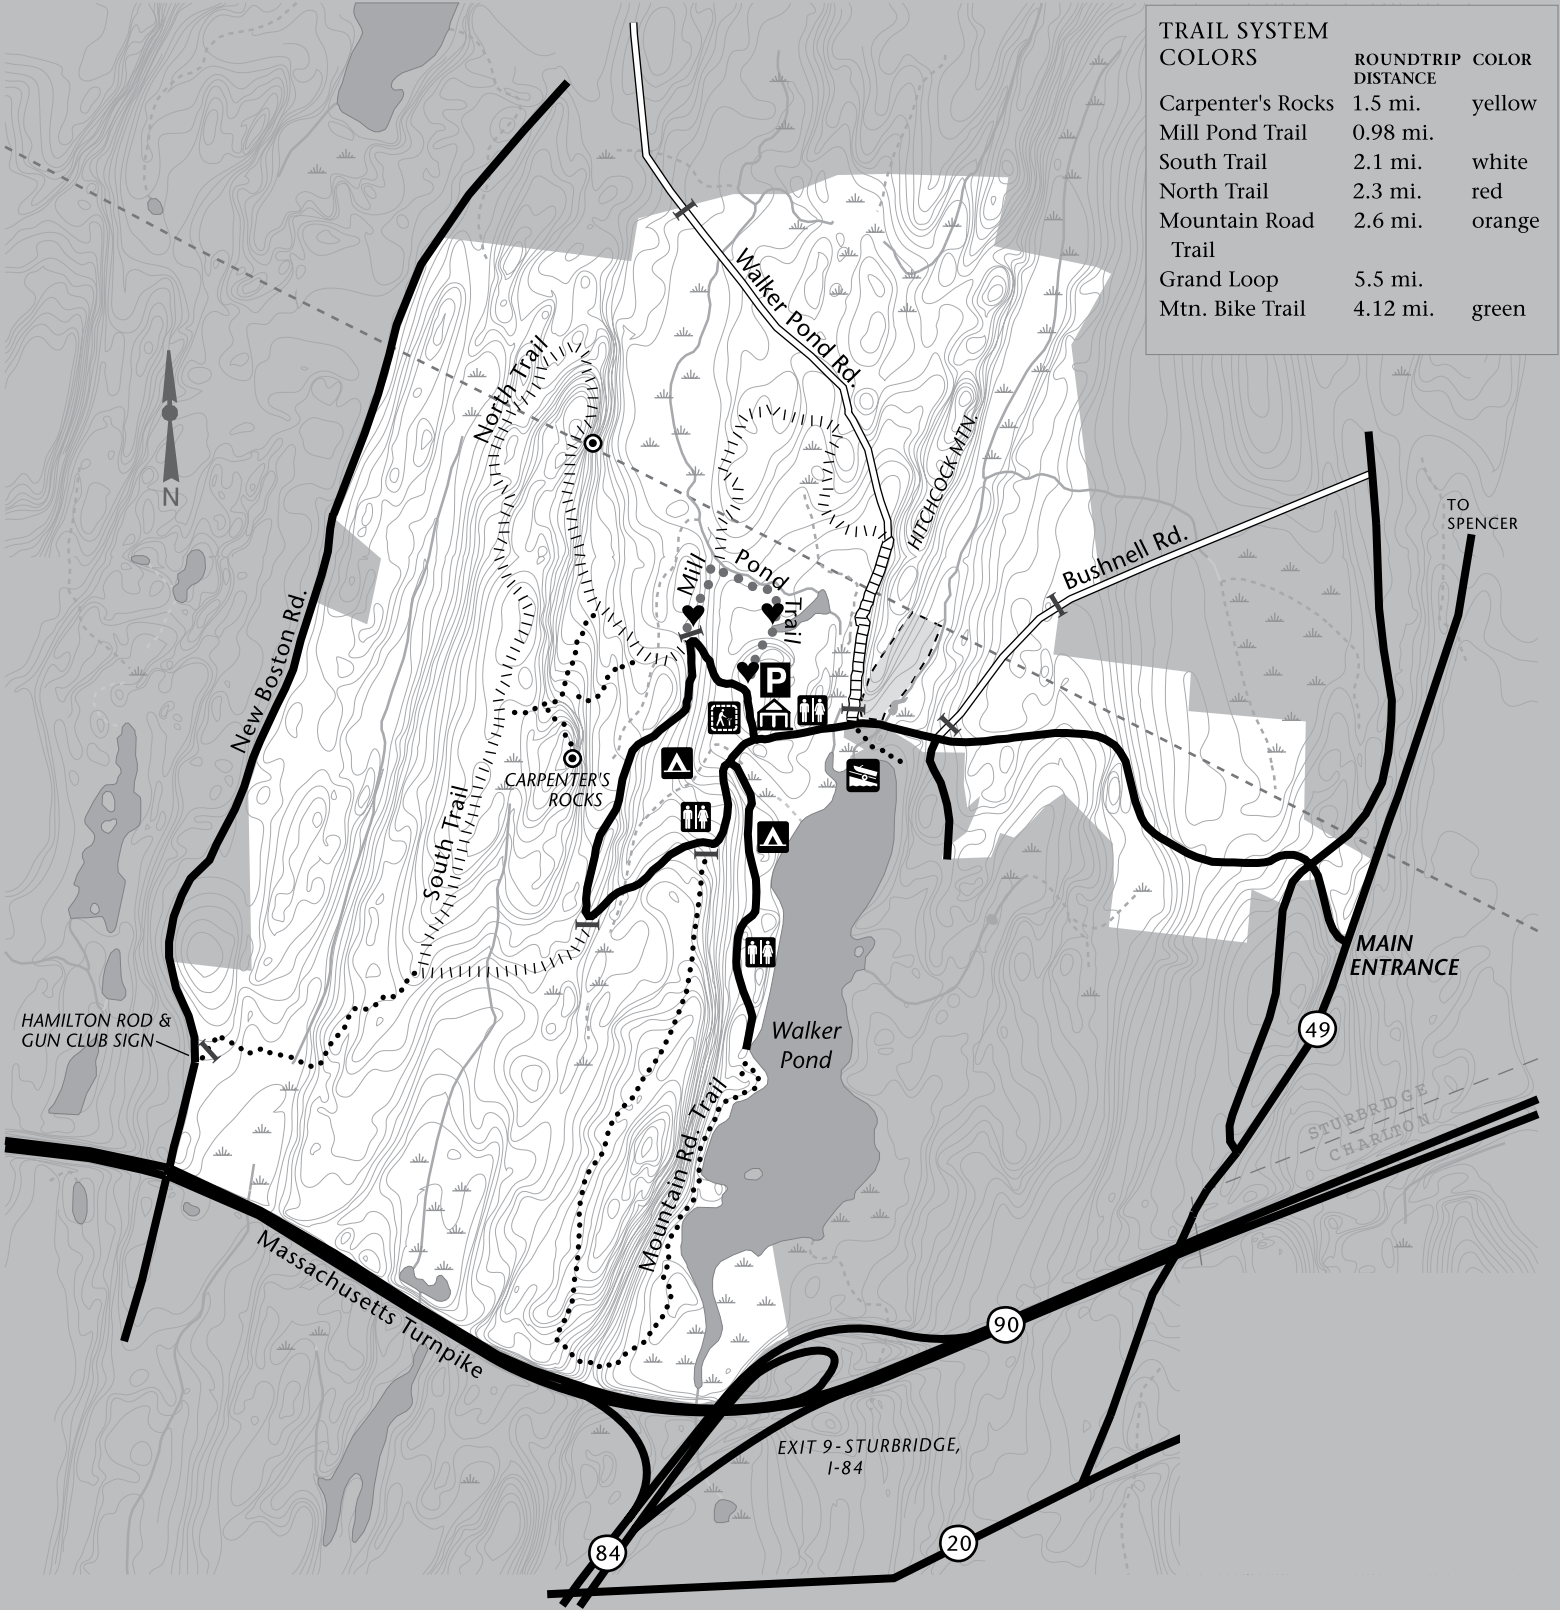 TRAIL SYSTEM
COLORS
ROUNDTRIP DISTANCE COLOR
Carpenter's Rocks 1.5 mi. yellow
Mill Pond Trail 0.98 mi.
South Trail 2.1 mi. white
North Trail 2.3 mi. red
Mountain Road Trail 2.6 mi. orange
Grand Loop 5.5 mi.
Mtn. Bike Trail 4.12 mi. green
Walker Pond Rd.
North Trail
N
HITCHCOCK MTN.
TO
SPENCER
Bushnell Rd.
Mill Pond Trail
New Boston Rd.
P
CARPENTER'S
ROCKS
South Trail
MAIN
ENTRANCE
HAMILTON ROD &
GUN CLUB SIGN
Walker
Pond
49
Mountain Rd. Trail
STURBRIDGE
CHARLTON
Massachusetts Turnpike
90
EXIT 9-STURBRIDGE,
I-84
84
20